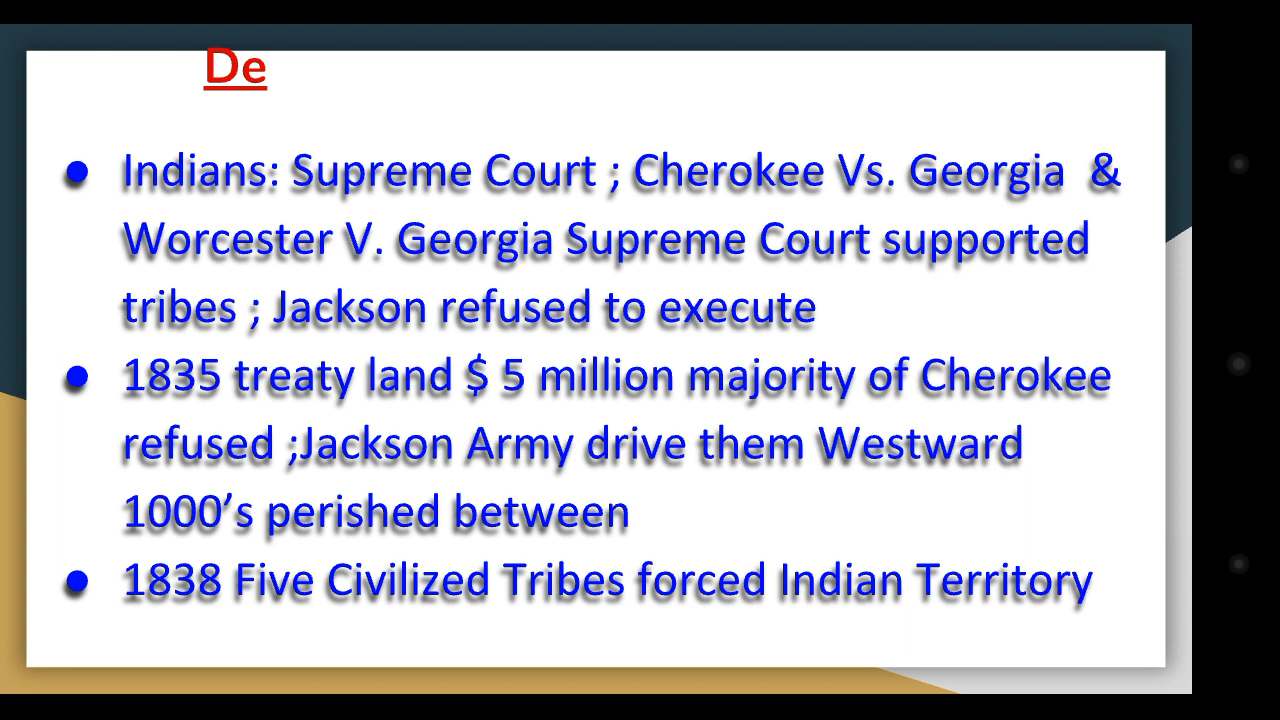 De
● Indians: Supreme Court ; Cherokee Vs. Georgia &
Worcester V. Georgia Supreme Court supported
tribes ; Jackson refused to execute
● 1835 treaty land $ 5 million majority of Cherokee
refused ;Jackson Army drive them Westward
1000’s perished between
● 1838 Five Civilized Tribes forced Indian Territory